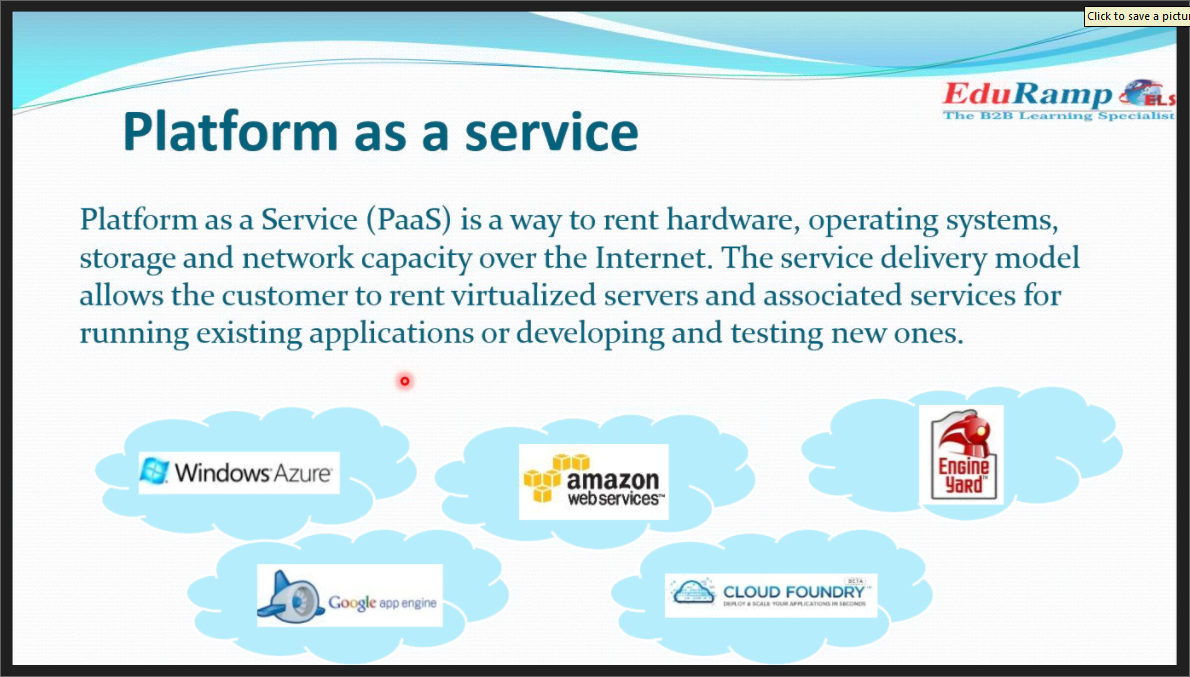 Click to save a pictu
EduRamp ELS
The B2B Learning Specialist
Platform as a service
Platform as a Service (PaaS) is a way to rent hardware, operating systems,
storage and network capacity over the Internet. The service delivery model
allows the customer to rent virtualized servers and associated services for
running existing applications or developing and testing new ones.
Windows Azure™
amazon
web services™
Engine
Yard™
Google app engine
BETA
CLOUD FOUNDRY™
DEPLOY & SCALE YOUR APPLICATIONS IN SECONDS